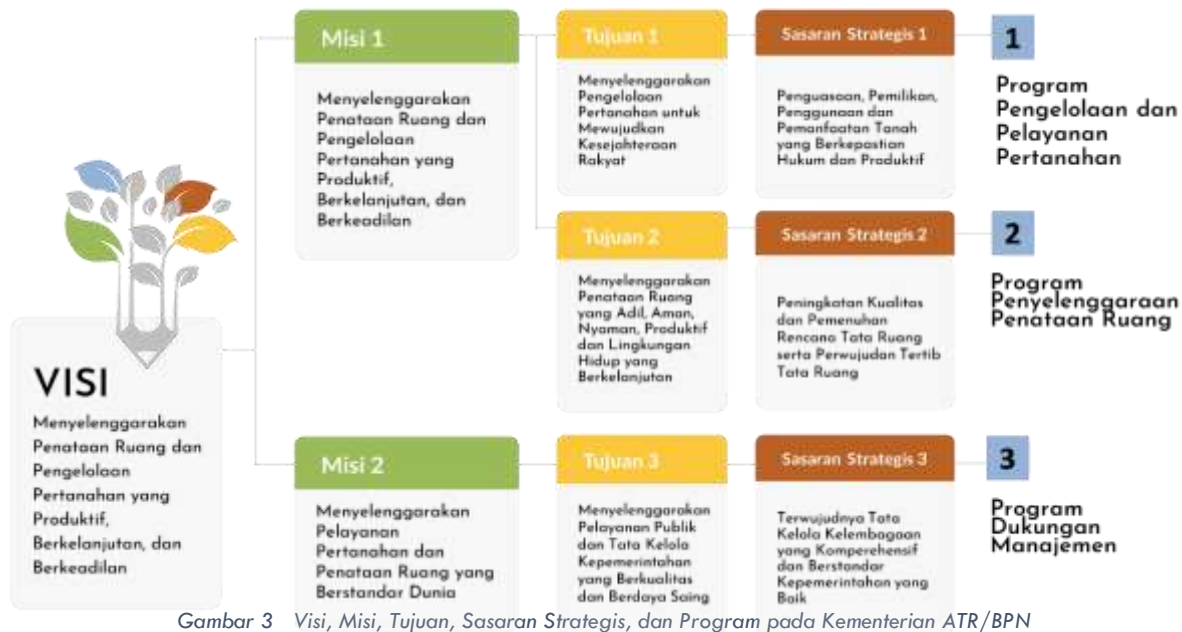 VISI
Menyelenggarakan
Penataan Ruang dan
Pengelolaan
Pertanahan yang
Produktif,
Berkelanjutan, dan
Berkeadilan
Misi 1
Menyelenggarakan
Penataan Ruang dan
Pengelolaan
Pertanahan yang
Produktif,
Berkelanjutan, dan
Berkeadilan
Tujuan 1
Menyelenggarakan
Pengelolaan
Pertanahan untuk
Mewujudkan
Kesejahteraan
Rakyat
Sasaran Strategis 1
Penguasaan, Pemilikan,
Penggunaan dan
Pemanfaatan Tanah
yang Berkepastian
Hukum dan Produktif
1
Program
Pengelolaan dan
Pelayanan
Pertanahan
Tujuan 2
Menyelenggarakan
Penataan Ruang
yang Adil, Aman,
Nyaman, Produktif
dan Lingkungan
Hidup yang
Berkelanjutan
Sasaran Strategis 2
Peningkatan Kualitas
dan Pemenuhan
Rencana Tata Ruang
serta Perwujudan Tertib
Tata Ruang
2
Program
Penyelenggaraan
Penataan Ruang
Misi 2
Menyelenggarakan
Pelayanan
Pertanahan dan
Penataan Ruang yang
Berstandar Dunia
Tujuan 3
Menyelenggarakan
Pelayanan Publik
dan Tata Kelola
Kepemerintahan
yang Berkualitas
dan Berdaya Saing
Sasaran Strategis 3
Terwujudnya Tata
Kelola Kelembagaan
yang Komperehensif
dan Berstandar
Kepemerintahan yang
Baik
3
Program
Dukungan
Manajemen
Gambar 3 Visi, Misi, Tujuan, Sasaran Strategis, dan Program pada Kementerian ATR/BPN